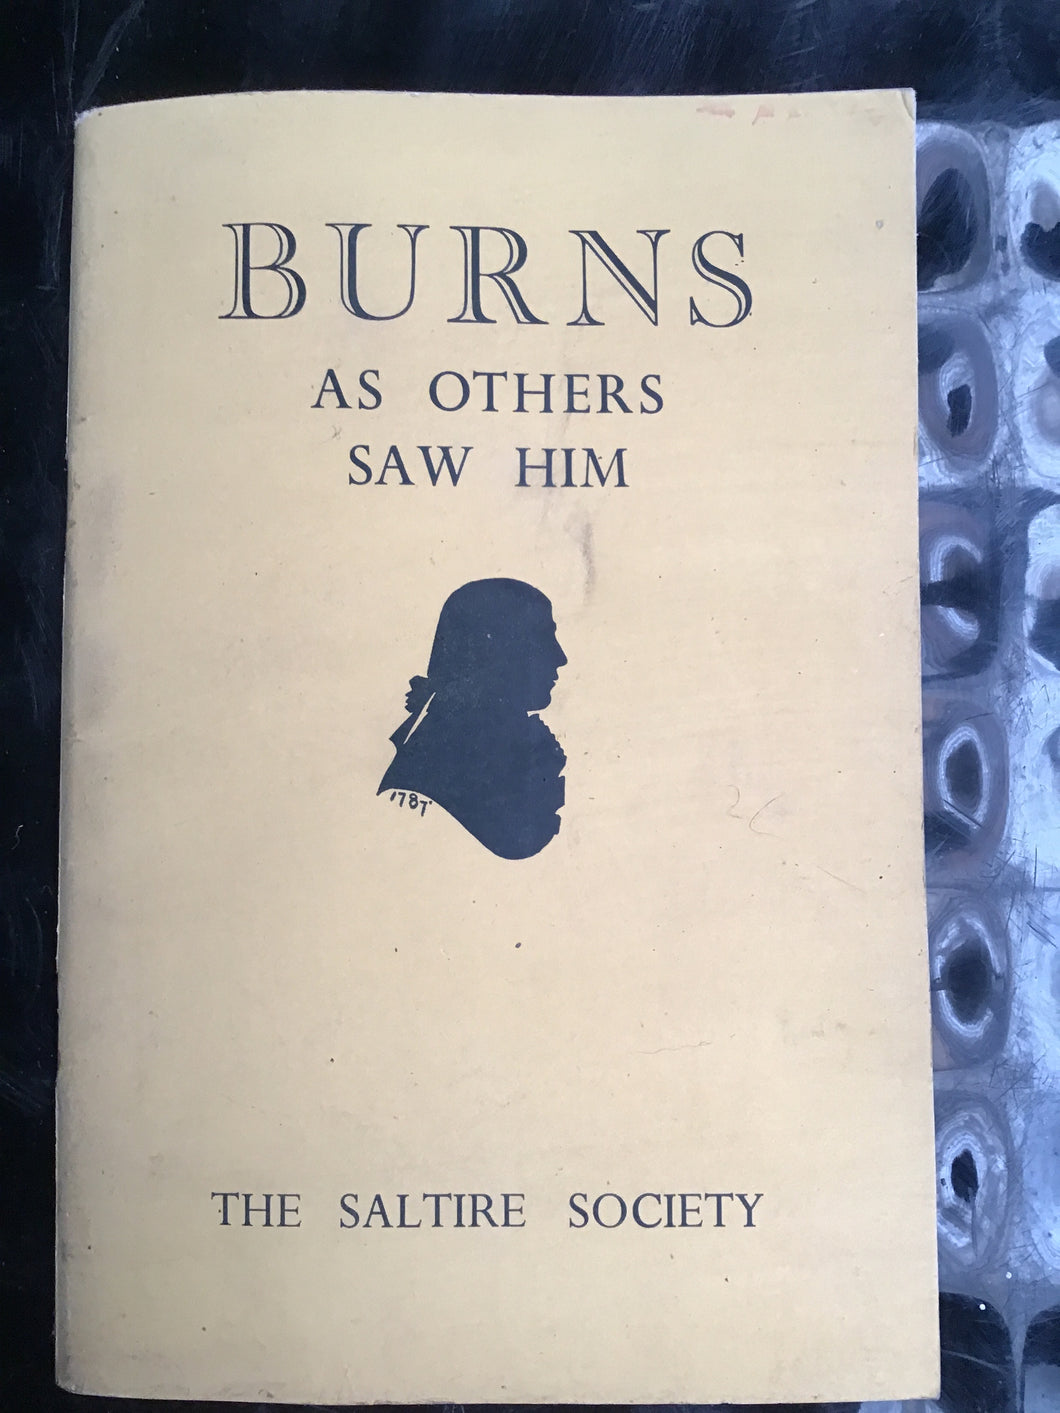 BURNS
AS OTHERS
SAW HIM
1787
THE SALTIRE SOCIETY